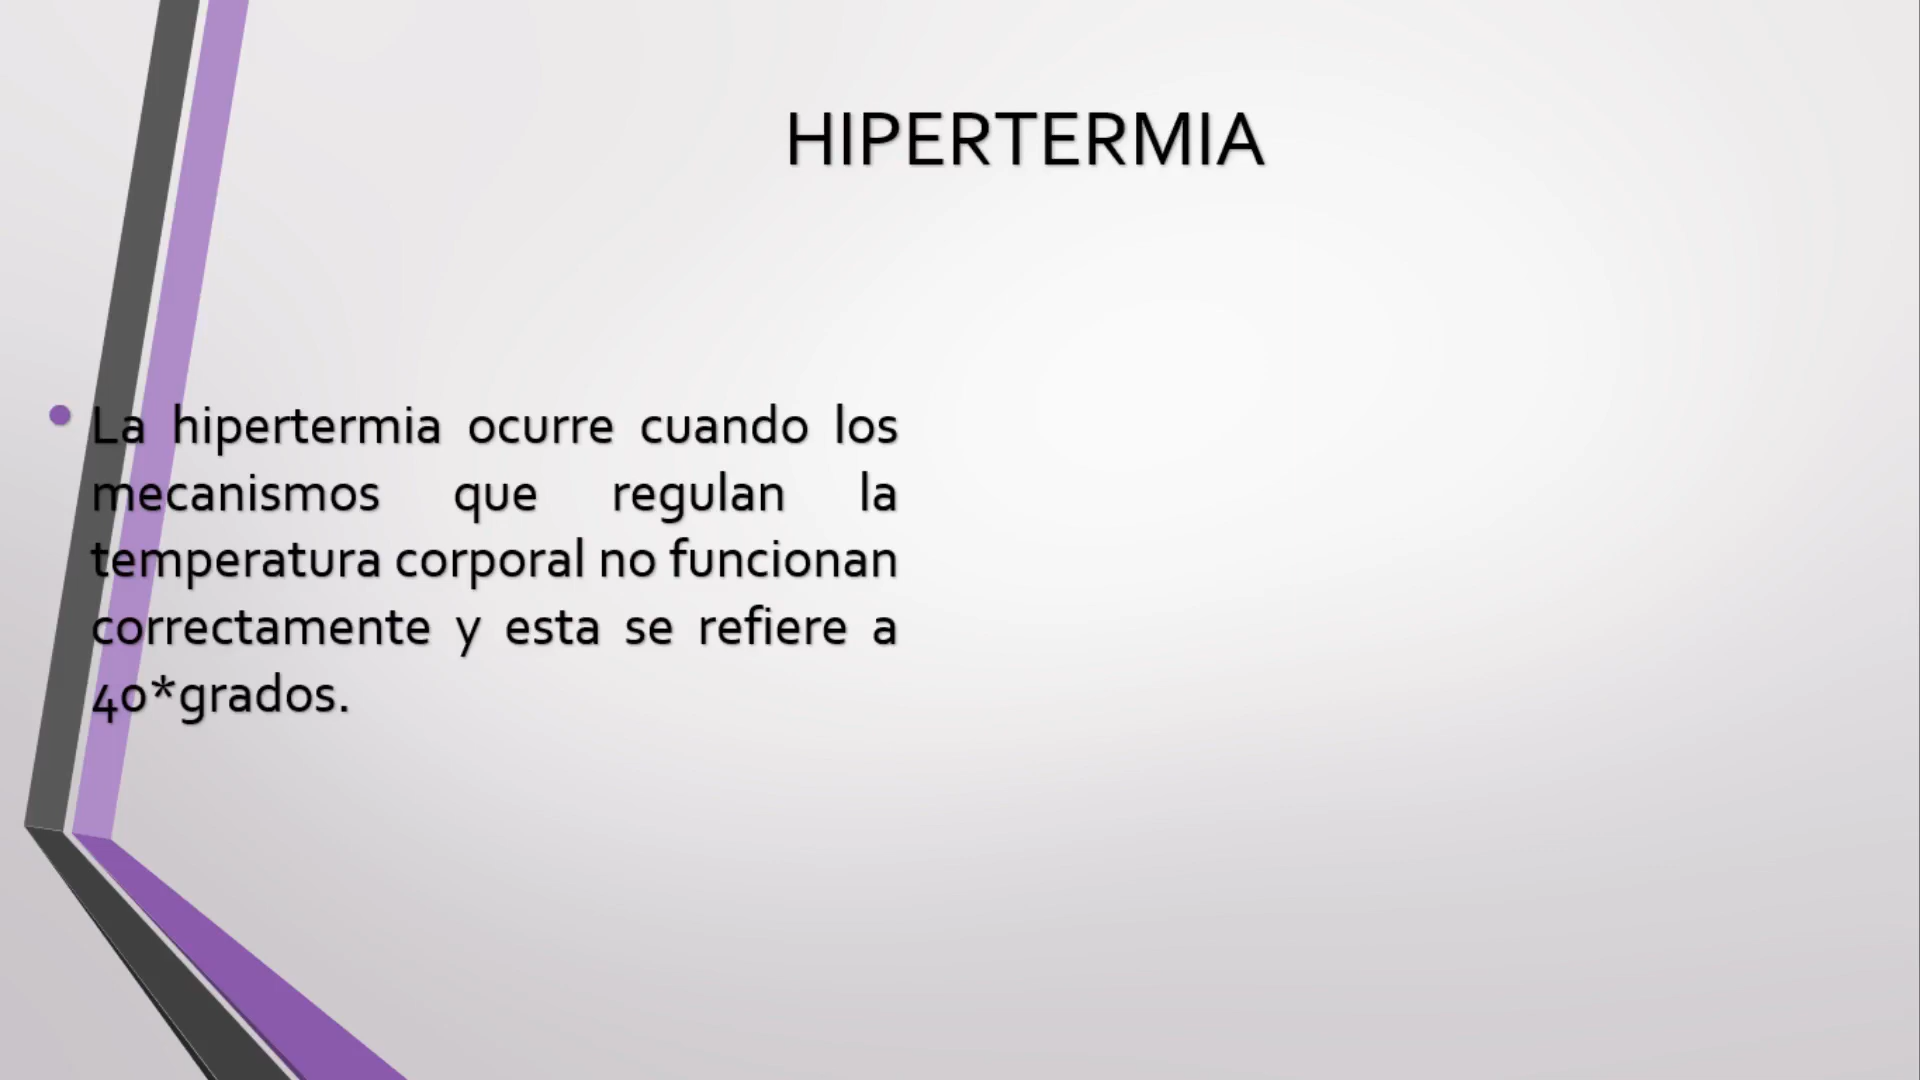 HIPERTERMIA
• La hipertermia ocurre cuando los
mecanismos que regulan la
temperatura corporal no funcionan
correctamente y esta se refiere a
40*grados.